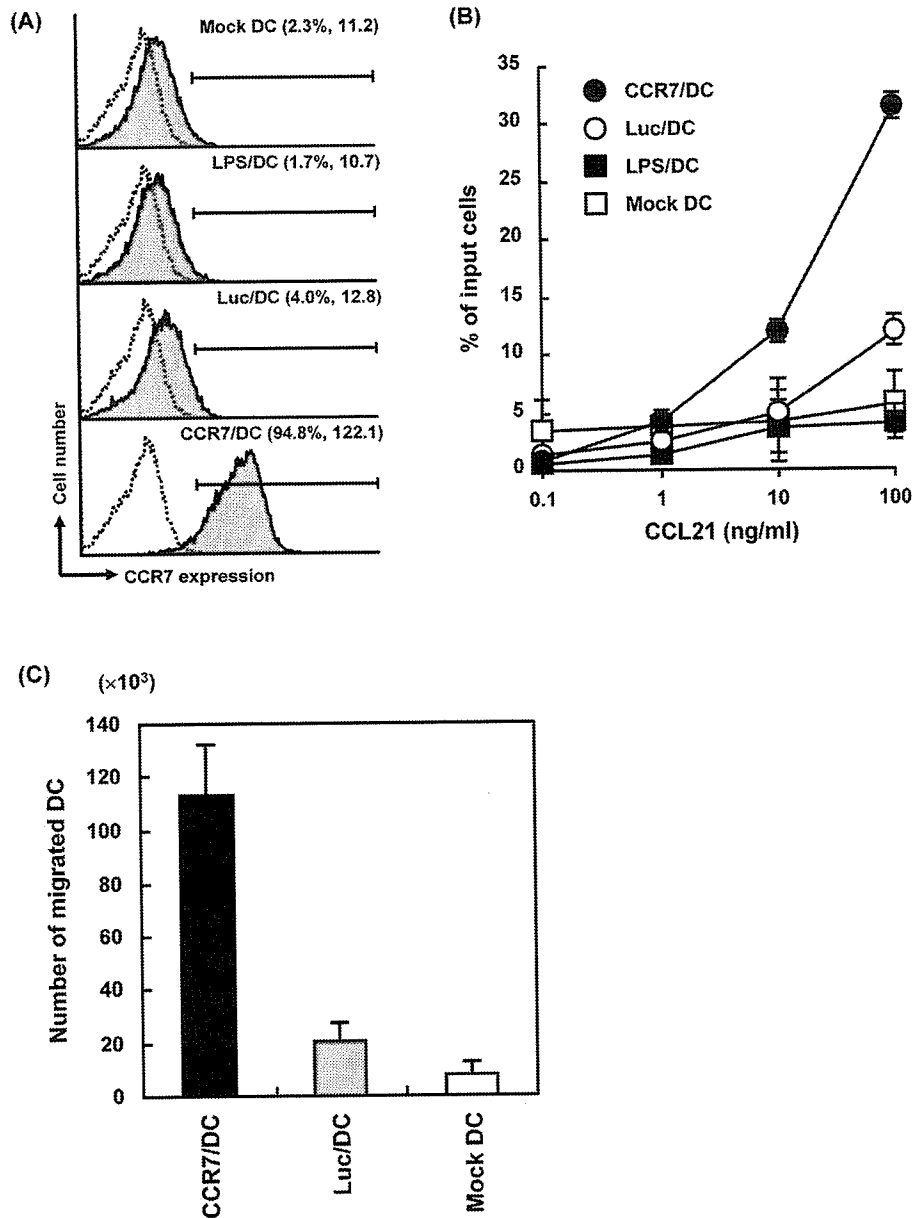 (A)
Mock DC (2.3%, 11.2)
LPS/DC (1.7%, 10.7)
Luc/DC (4.0%, 12.8)
CCR7/DC (94.8%, 122.1)
Cell number
CCR7 expression
(B)
35
30
25
20
15
10
5
0
% of input cells
CCR7/DC
Luc/DC
LPS/DC
Mock DC
0.1
1
10
100
CCL21 (ng/ml)
(C)
(×10³)
140
120
100
80
60
40
20
0
Number of migrated DC
CCR7/DC
Luc/DC
Mock DC